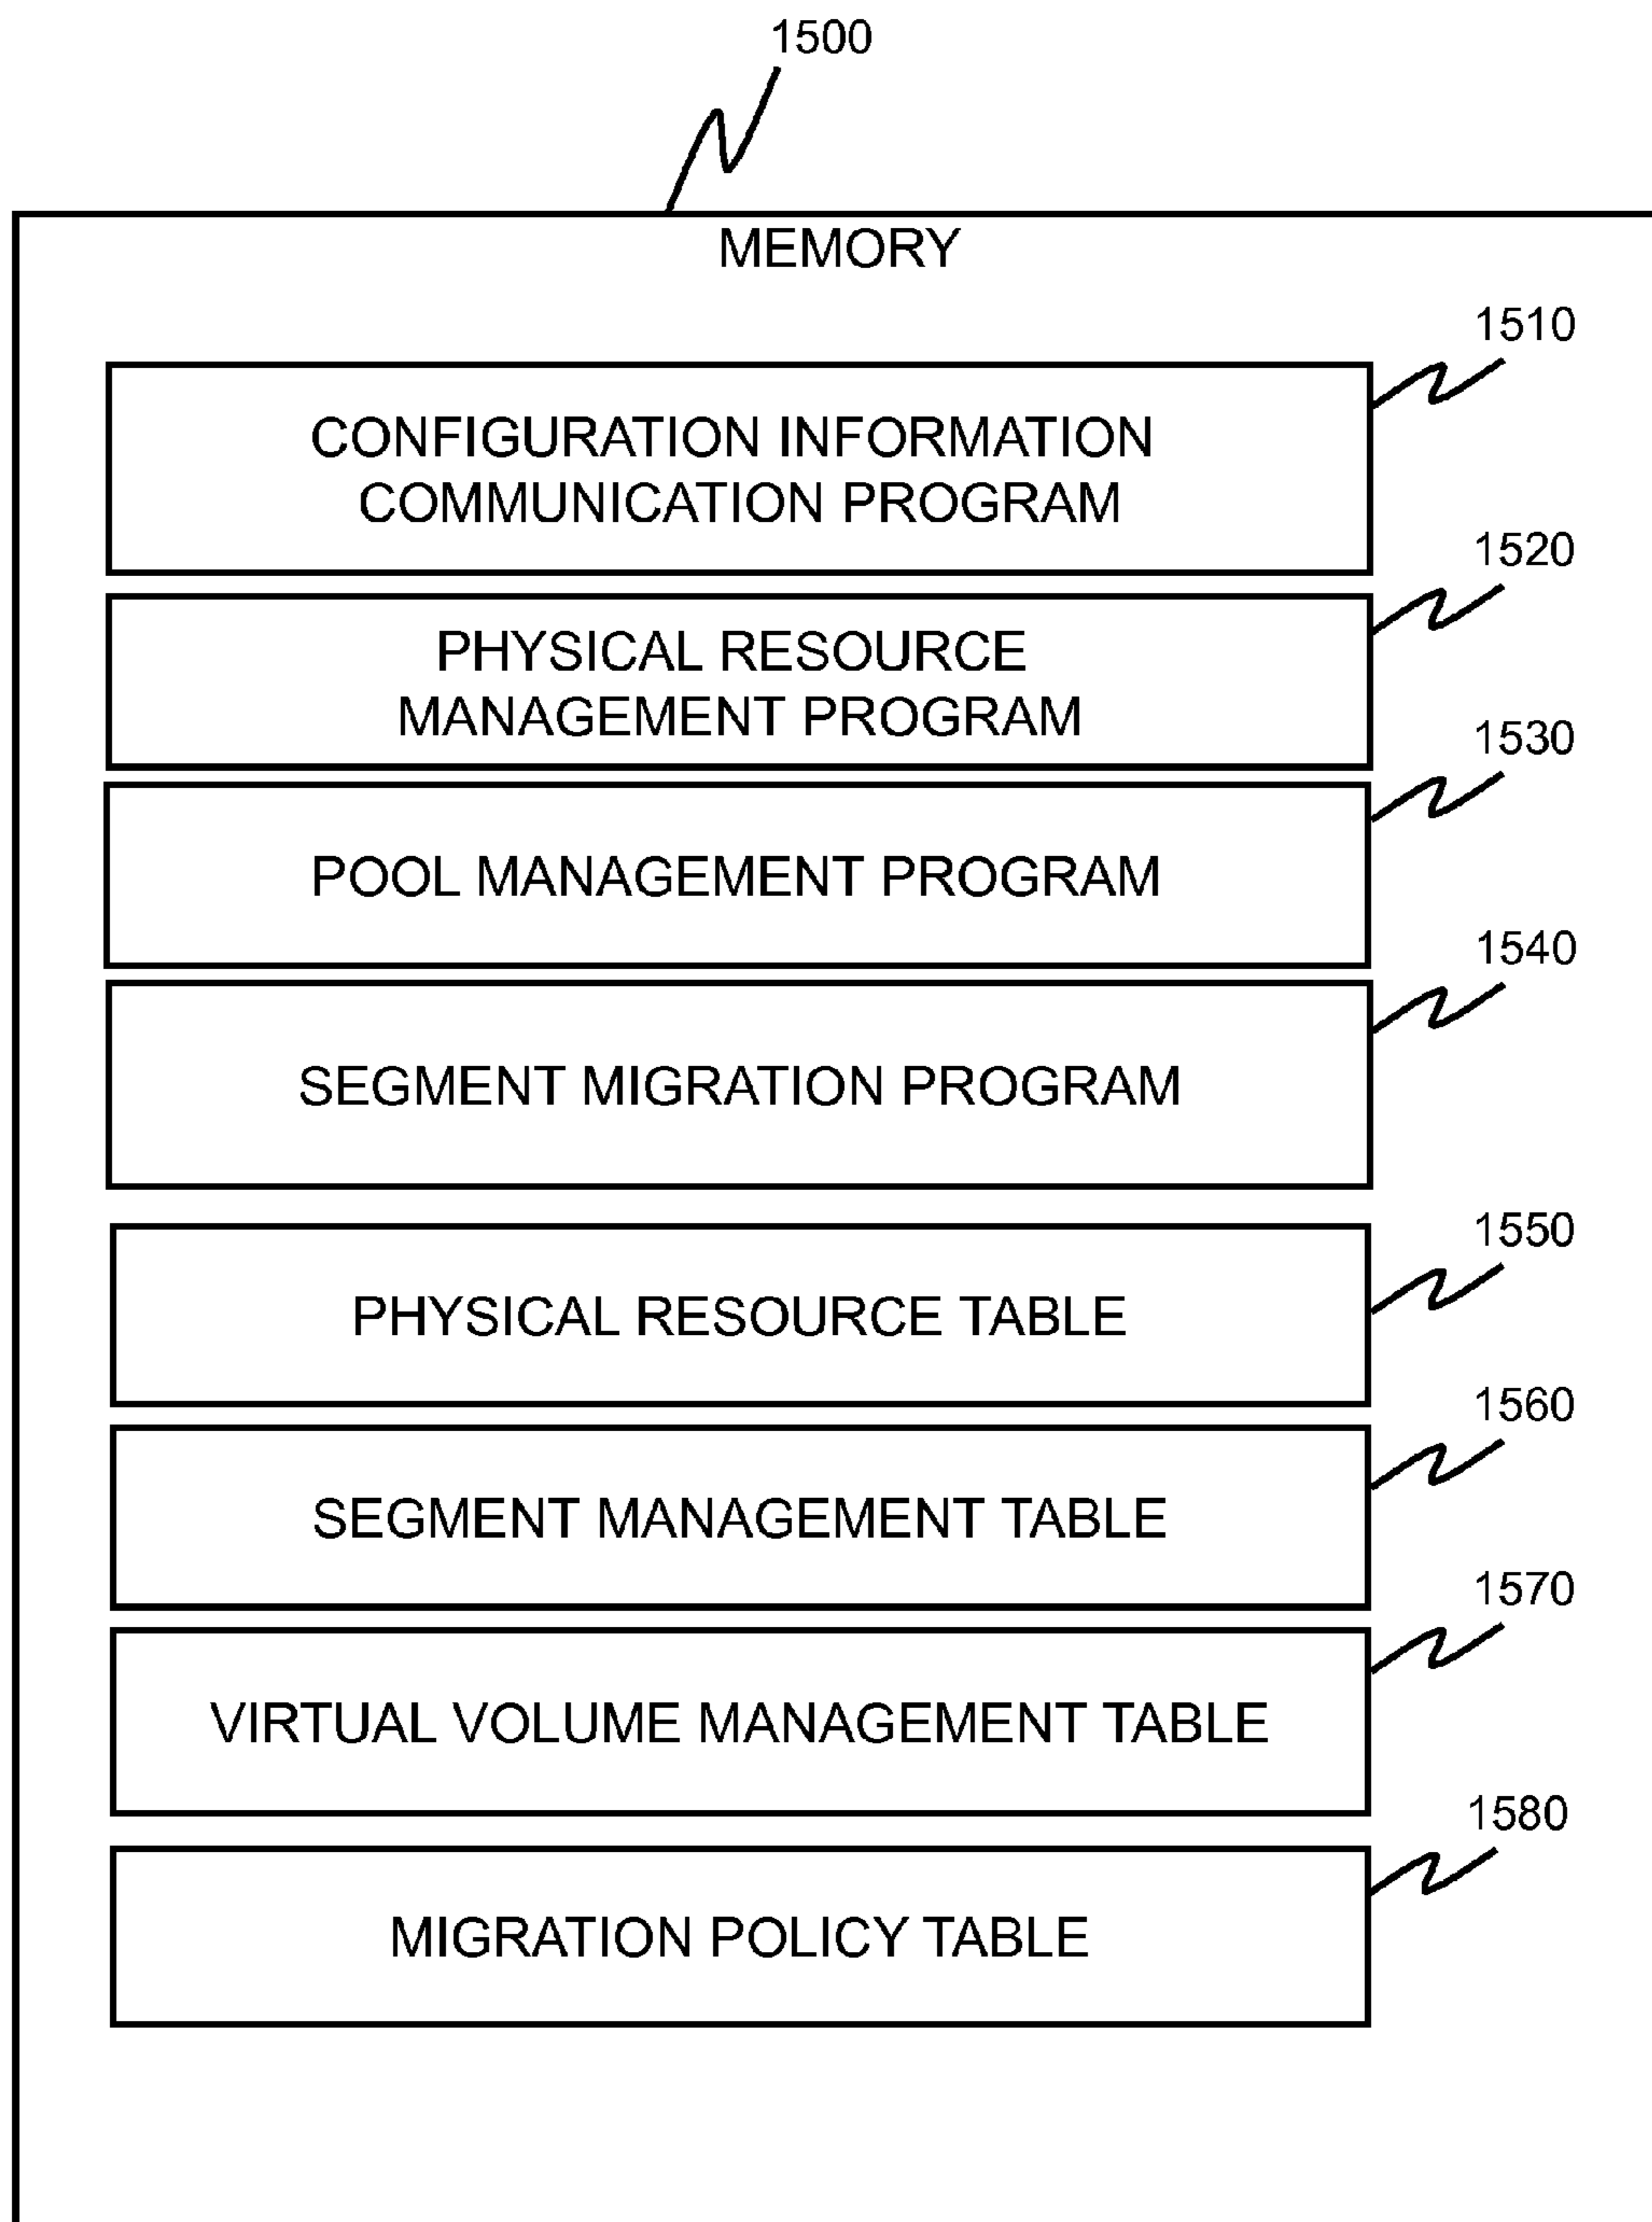 1500
MEMORY
1510
CONFIGURATION INFORMATION
COMMUNICATION PROGRAM
1520
PHYSICAL RESOURCE
MANAGEMENT PROGRAM
1530
POOL MANAGEMENT PROGRAM
1540
SEGMENT MIGRATION PROGRAM
1550
PHYSICAL RESOURCE TABLE
1560
SEGMENT MANAGEMENT TABLE
1570
VIRTUAL VOLUME MANAGEMENT TABLE
1580
MIGRATION POLICY TABLE